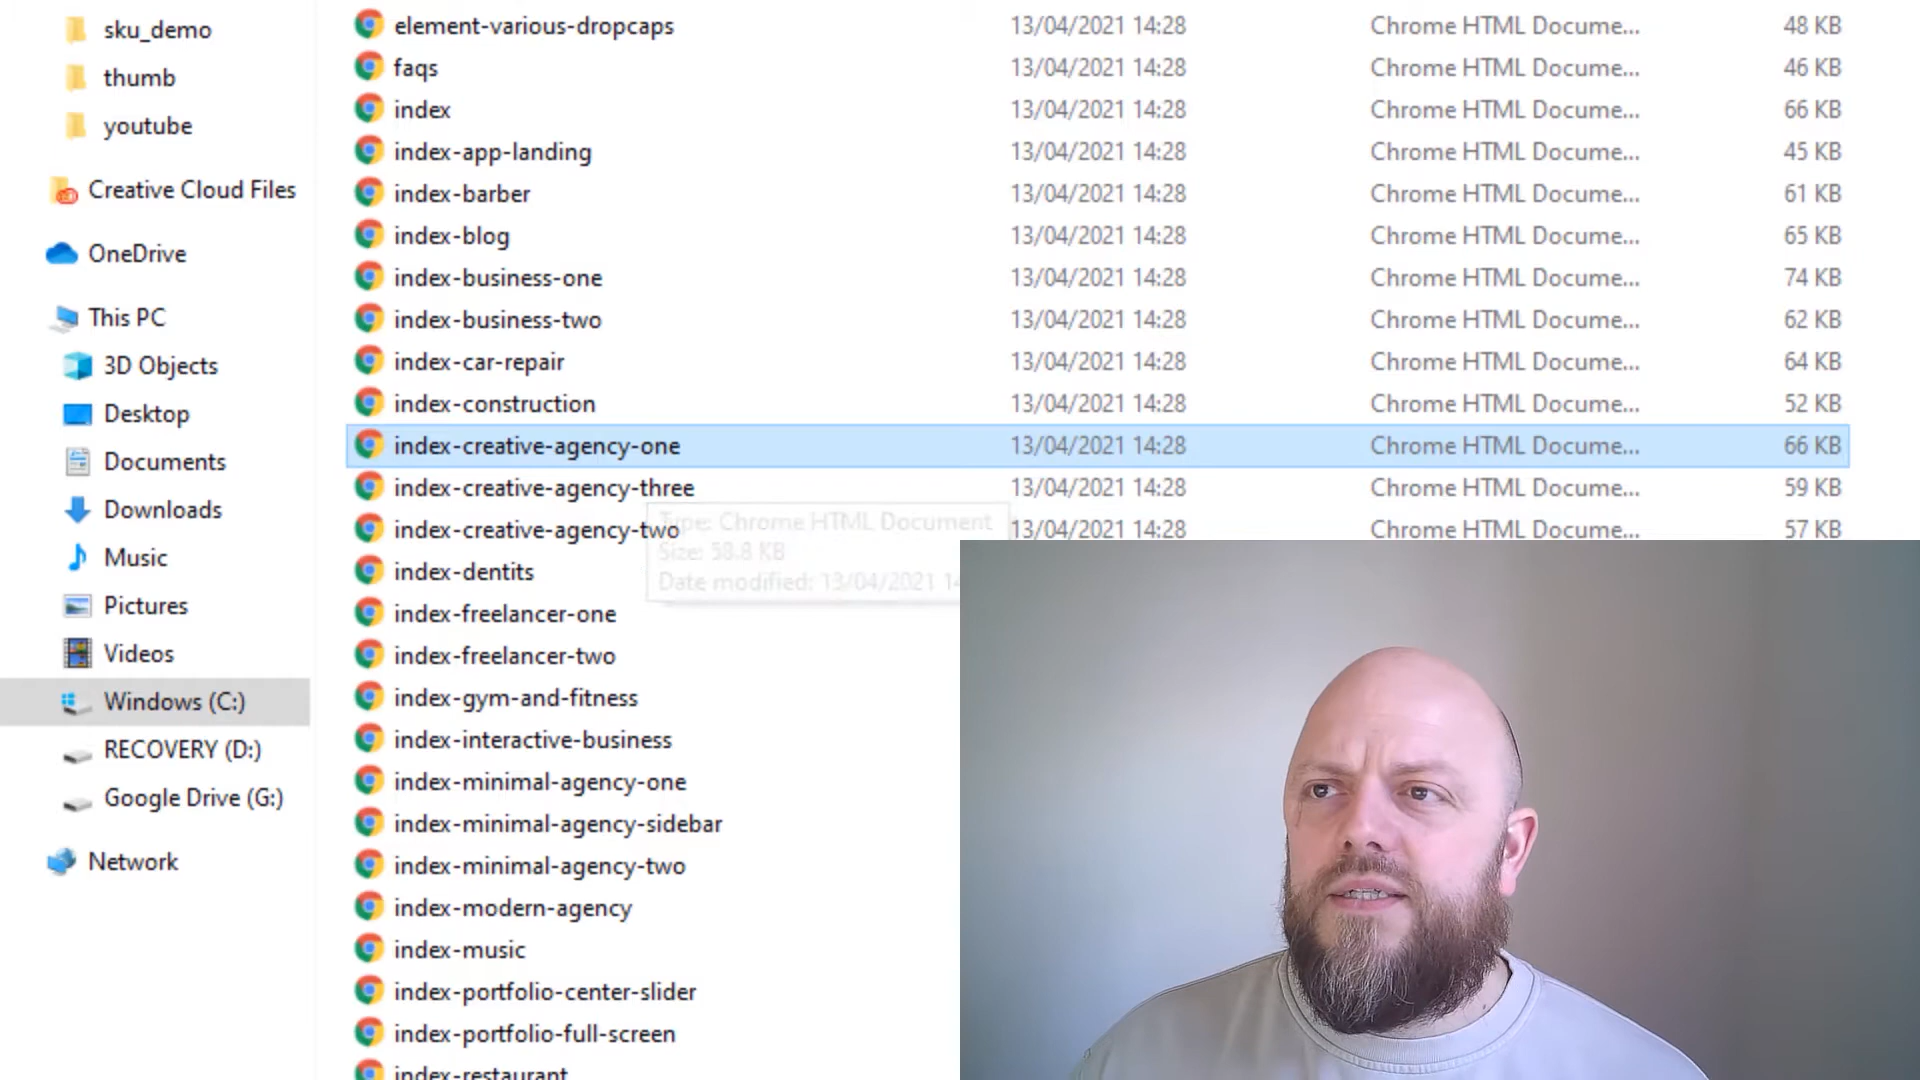 sku_demo
thumb
youtube
Creative Cloud Files
OneDrive
This PC
3D Objects
Desktop
Documents
Downloads
Music
Pictures
Videos
Windows (C:)
RECOVERY (D:)
Google Drive (G:)
Network
element-various-dropcaps 13/04/2021 14:28 Chrome HTML Docume... 48 KB
faqs 13/04/2021 14:28 Chrome HTML Docume... 46 KB
index 13/04/2021 14:28 Chrome HTML Docume... 66 KB
index-app-landing 13/04/2021 14:28 Chrome HTML Docume... 45 KB
index-barber 13/04/2021 14:28 Chrome HTML Docume... 61 KB
index-blog 13/04/2021 14:28 Chrome HTML Docume... 65 KB
index-business-one 13/04/2021 14:28 Chrome HTML Docume... 74 KB
index-business-two 13/04/2021 14:28 Chrome HTML Docume... 62 KB
index-car-repair 13/04/2021 14:28 Chrome HTML Docume... 64 KB
index-construction 13/04/2021 14:28 Chrome HTML Docume... 52 KB
index-creative-agency-one 13/04/2021 14:28 Chrome HTML Docume... 66 KB
index-creative-agency-three 13/04/2021 14:28 Chrome HTML Docume... 59 KB
index-creative-agency-two 13/04/2021 14:28 Chrome HTML Docume... 57 KB
Type: Chrome HTML Document
Size: 58.8 KB
Date modified: 13/04/2021 14
index-dentits
index-freelancer-one
index-freelancer-two
index-gym-and-fitness
index-interactive-business
index-minimal-agency-one
index-minimal-agency-sidebar
index-minimal-agency-two
index-modern-agency
index-music
index-portfolio-center-slider
index-portfolio-full-screen
index-restaurant